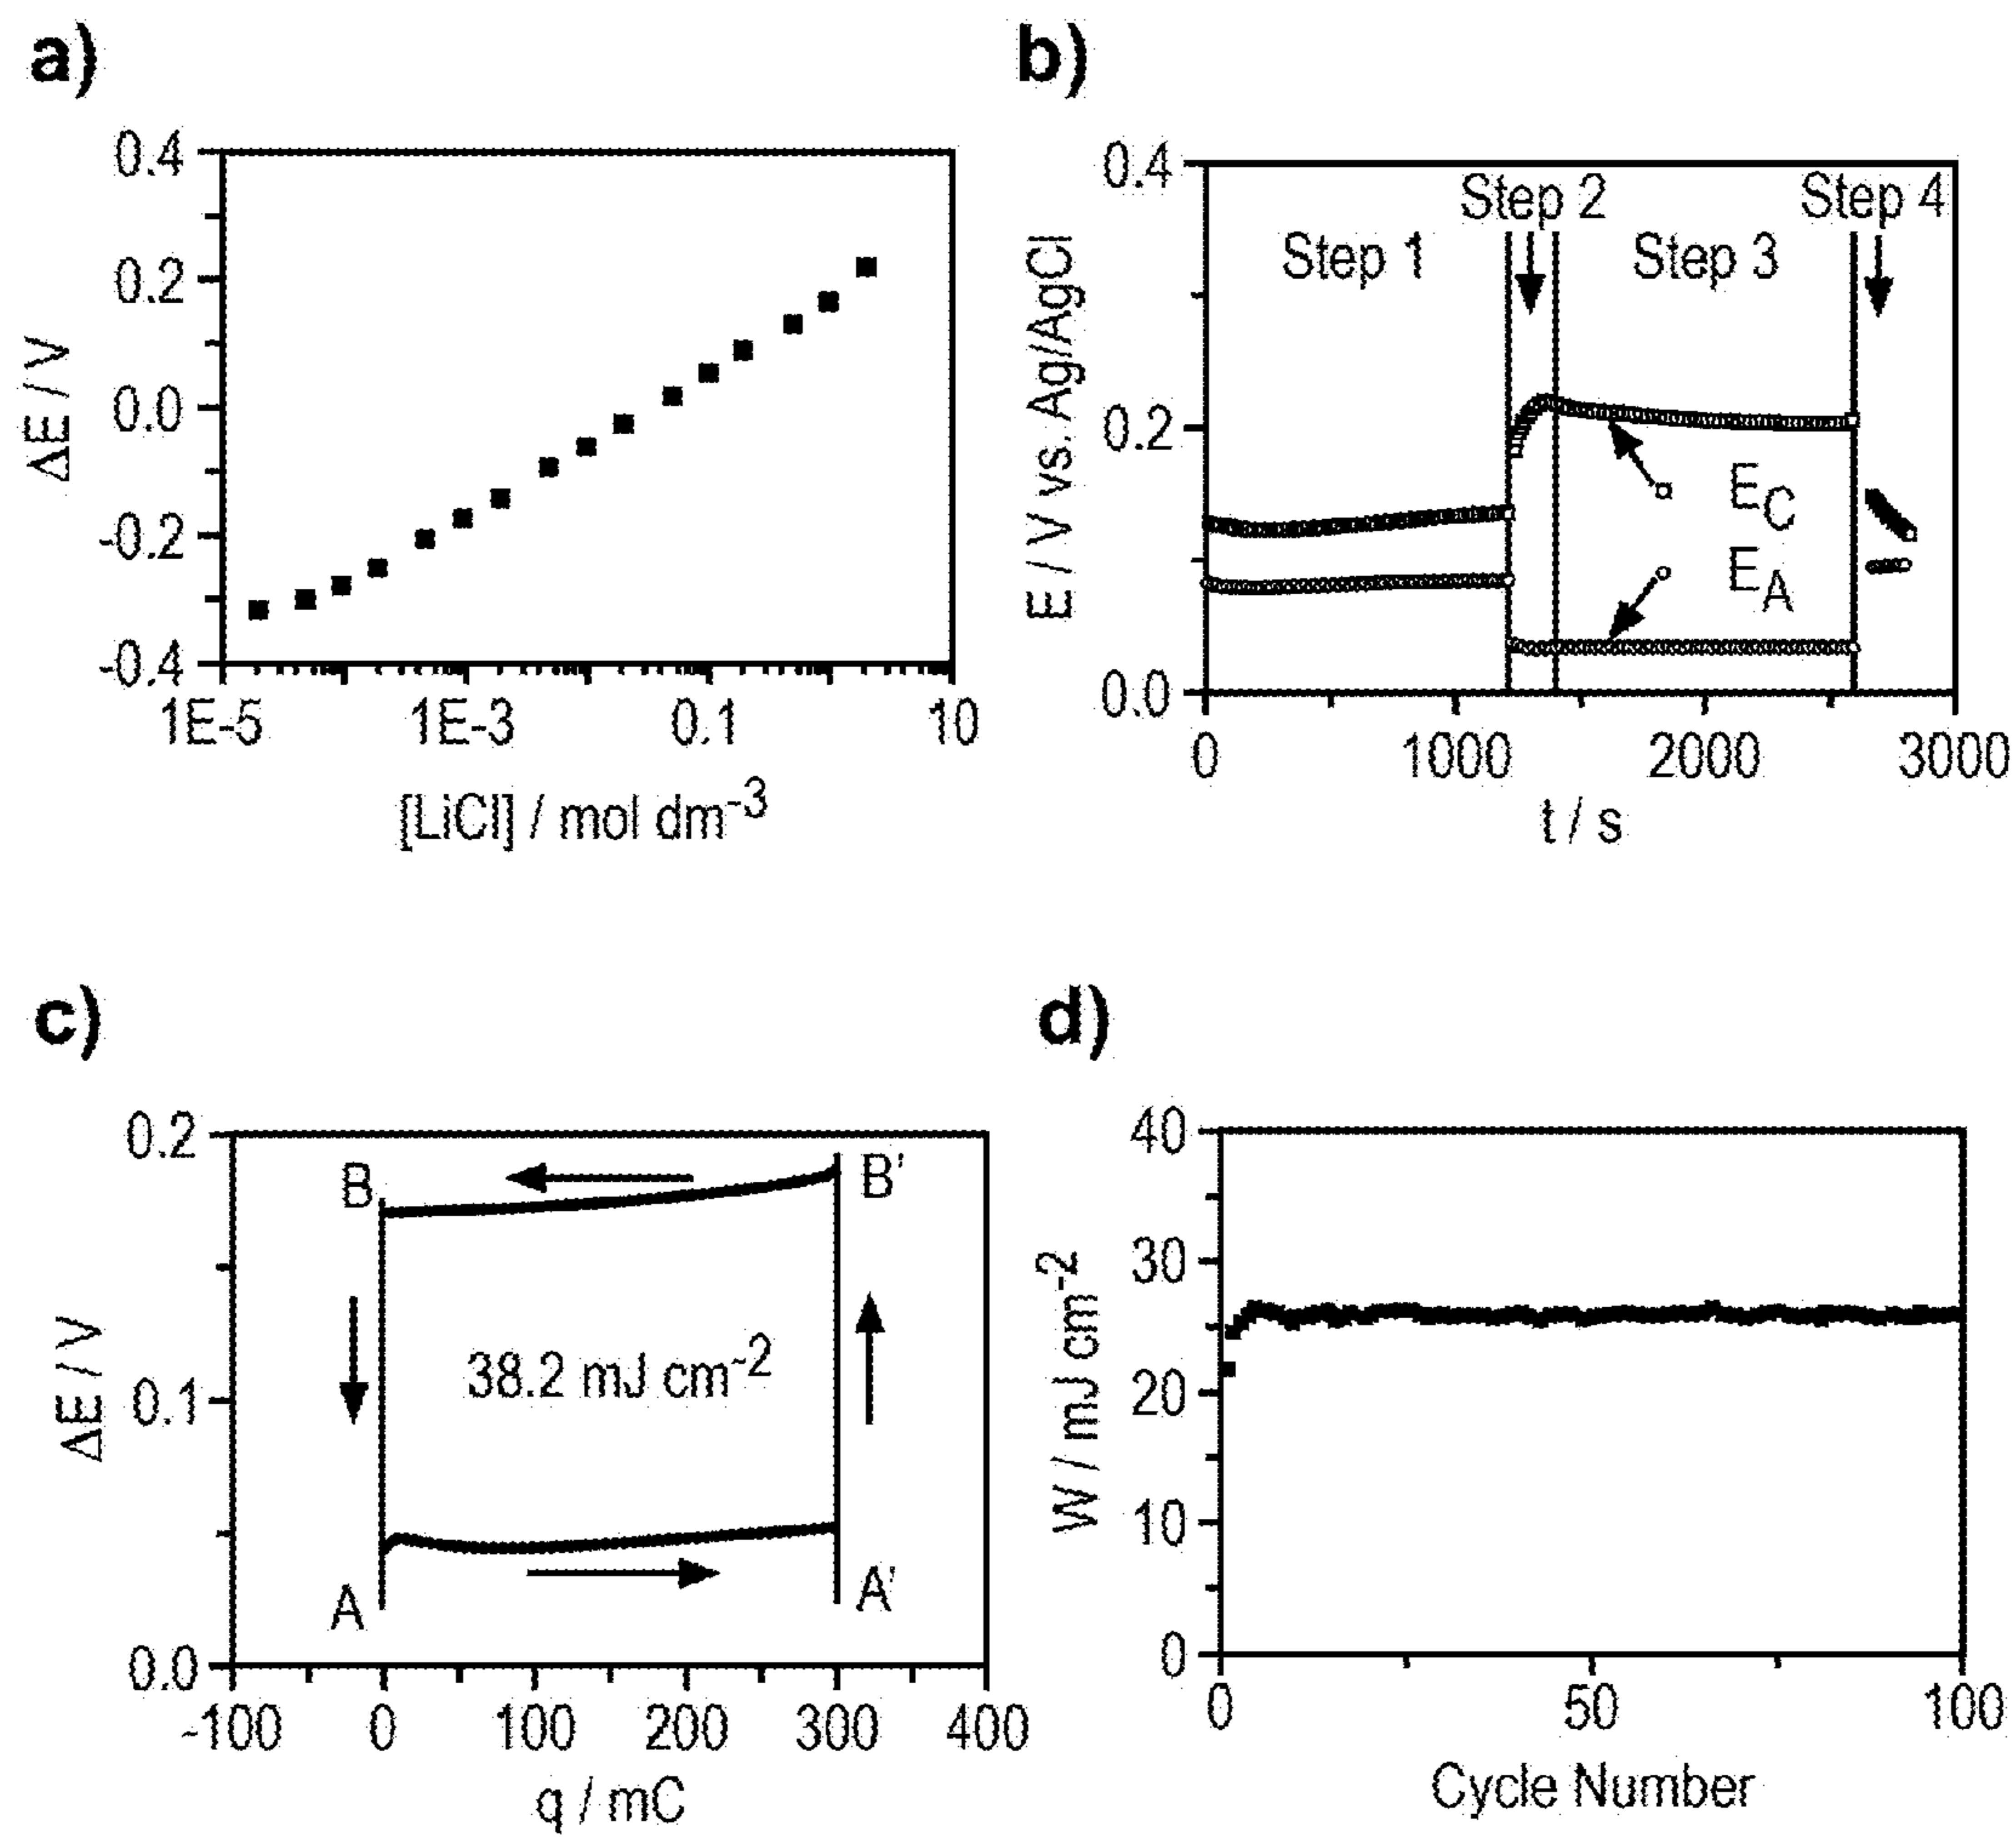 a)
0.4
0.2
0.0
-0.2
-0.4
ΔE / V
1E-5 1E-3 0.1 10
[LiCl] / mol dm-3
b)
0.4
0.2
0.0
E / V vs. Ag/AgCl
Step 1
Step 2
Step 3
Step 4
EC
EA
0 1000 2000 3000
t / s
c)
0.2
0.1
0.0
ΔE / V
B
B'
38.2 mJ cm-2
A
A'
-100 0 100 200 300 400
q / mC
d)
40
30
20
10
0
W / mJ cm-2
0 50 100
Cycle Number